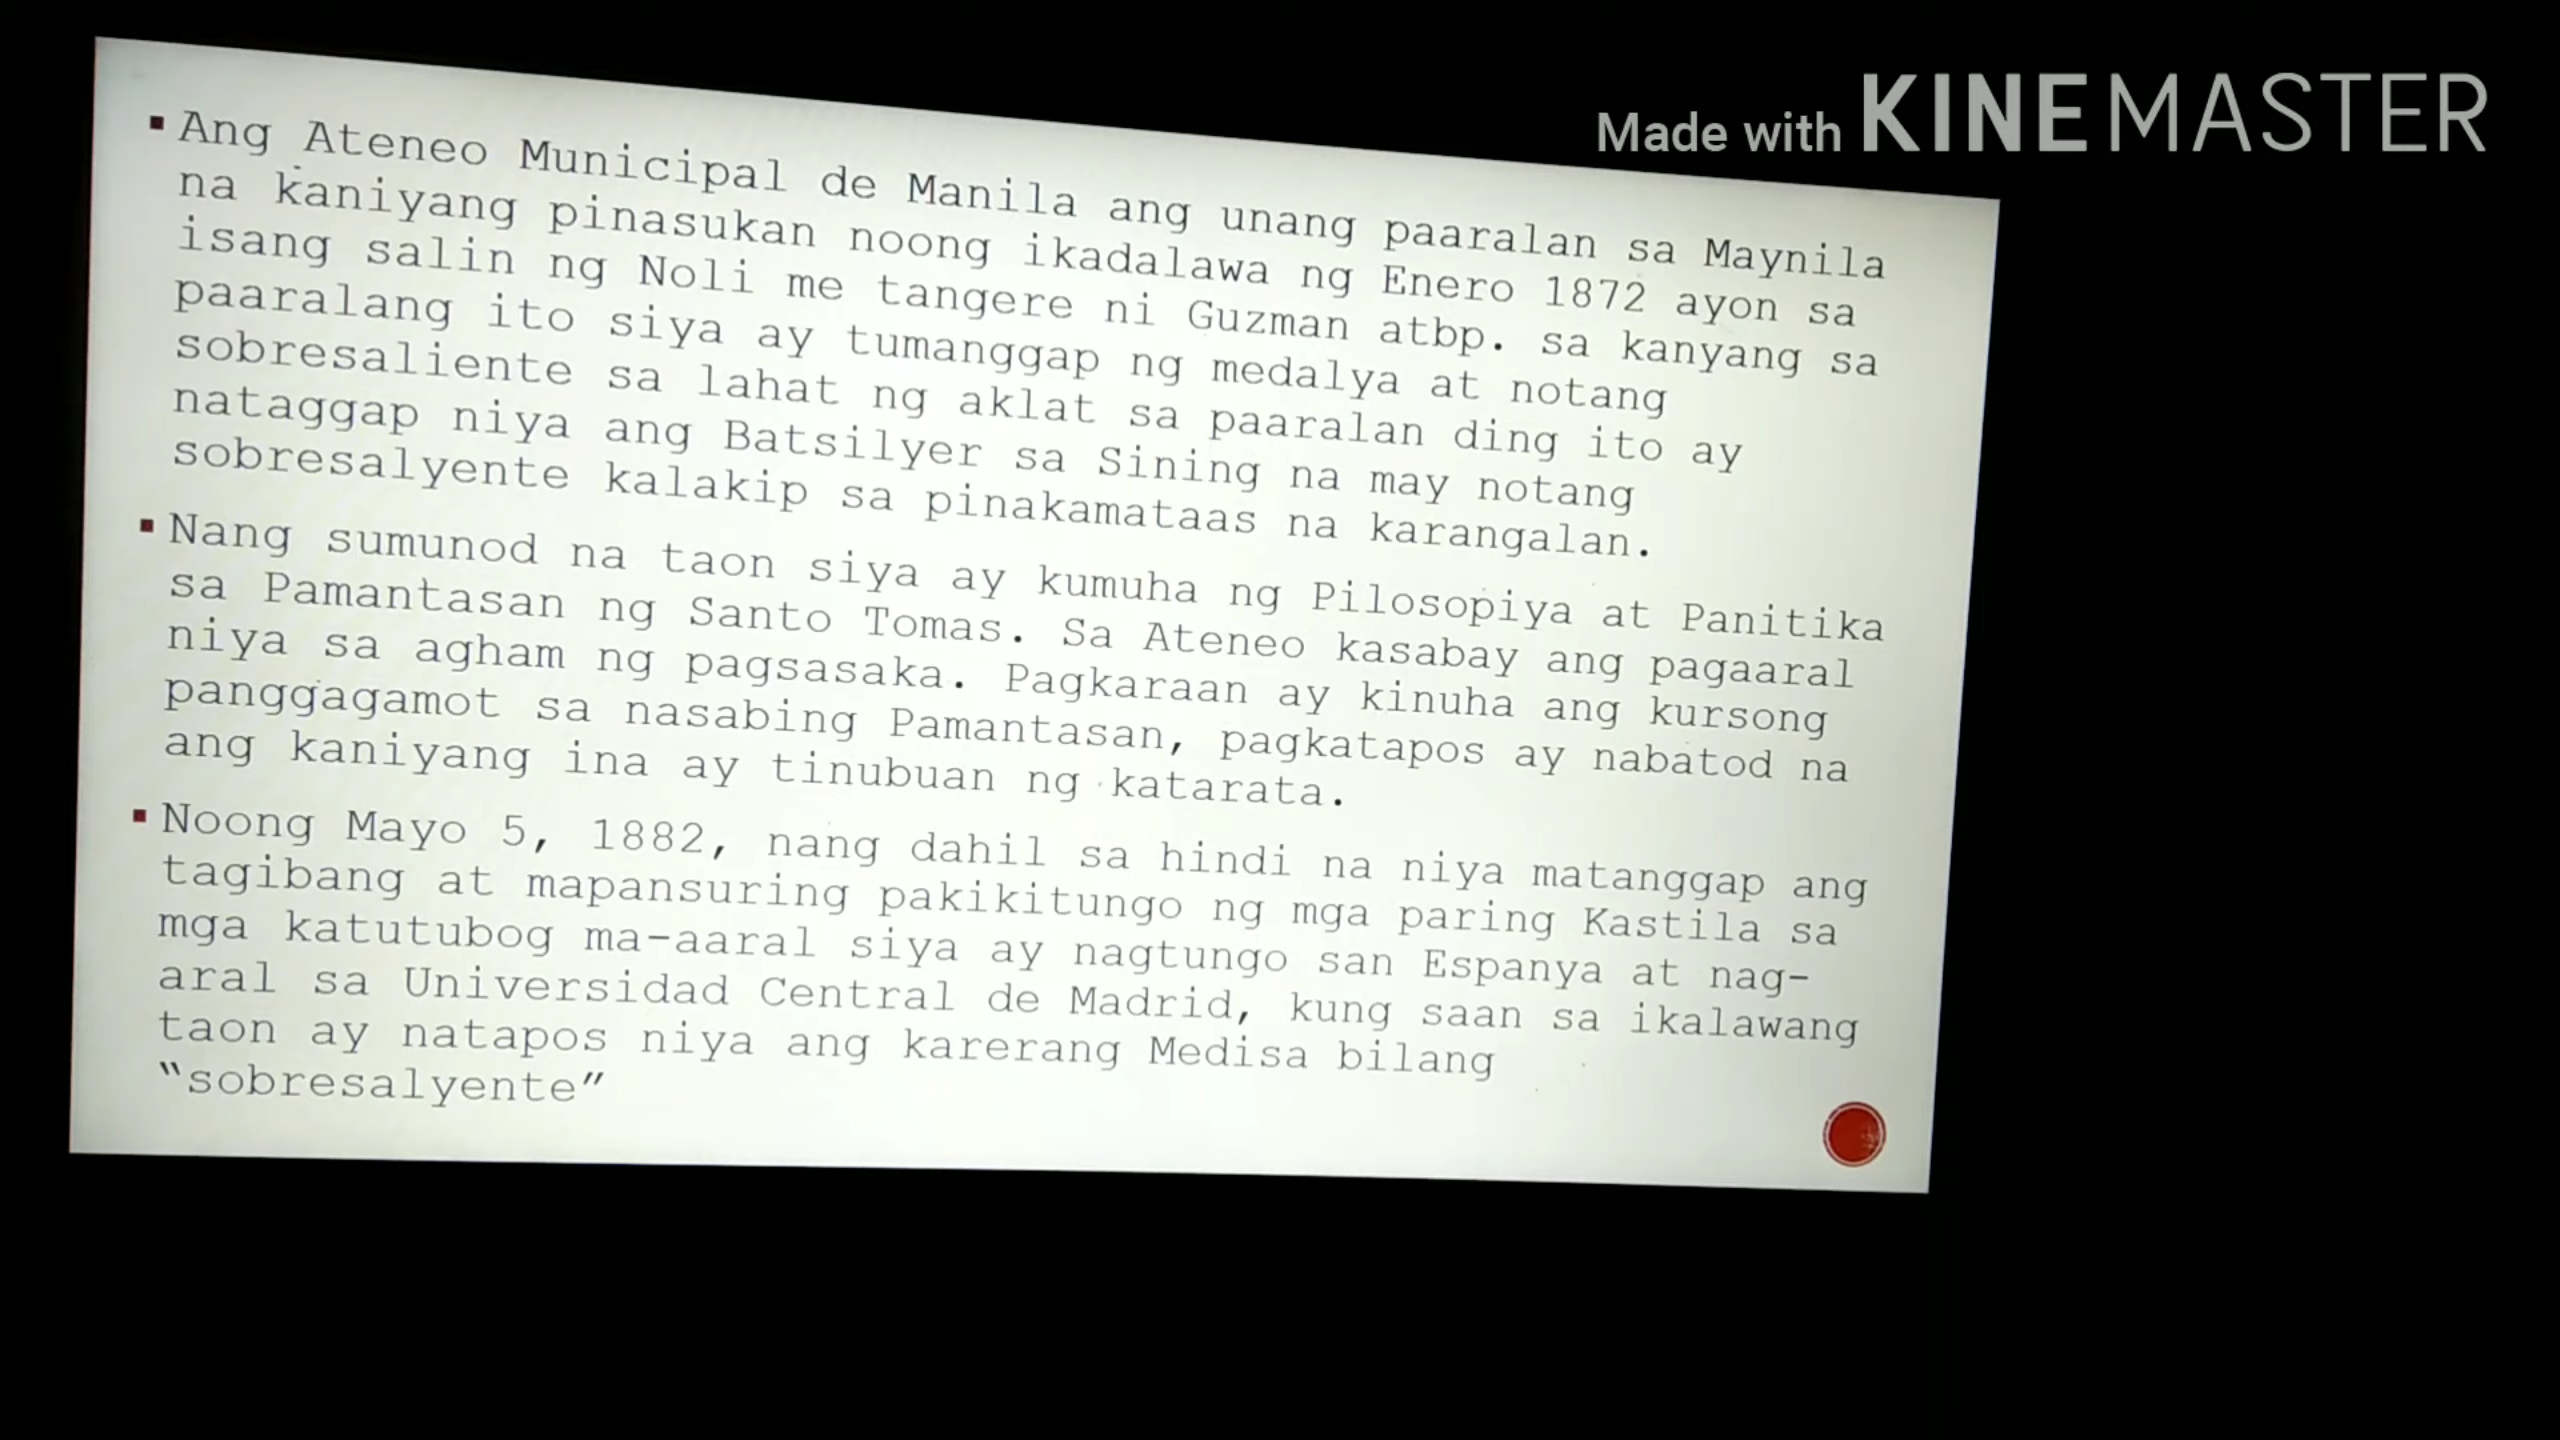 Made with KINEMASTER
▪ Ang Ateneo Municipal de Manila ang unang paaralan sa Maynila
na kaniyang pinasukan noong ikadalawa ng Enero 1872 ayon sa
isang salin ng Noli me tangere ni Guzman atbp. sa kanyang sa
paaralang ito siya ay tumanggap ng medalya at notang
sobresaliente sa lahat ng aklat sa paaralan ding ito ay
nataggap niya ang Batsilyer sa Sining na may notang
sobresalyente kalakip sa pinakamataas na karangalan.
▪ Nang sumunod na taon siya ay kumuha ng Pilosopiya at Panitika
sa Pamantasan ng Santo Tomas. Sa Ateneo kasabay ang pagaaral
niya sa agham ng pagsasaka. Pagkaraan ay kinuha ang kursong
panggagamot sa nasabing Pamantasan, pagkatapos ay nabatod na
ang kaniyang ina ay tinubuan ng katarata.
▪ Noong Mayo 5, 1882, nang dahil sa hindi na niya matanggap ang
tagibang at mapansuring pakikitungo ng mga paring Kastila sa
mga katutubog ma-aaral siya ay nagtungo san Espanya at nag-
aral sa Universidad Central de Madrid, kung saan sa ikalawang
taon ay natapos niya ang karerang Medisa bilang
"sobresalyente"